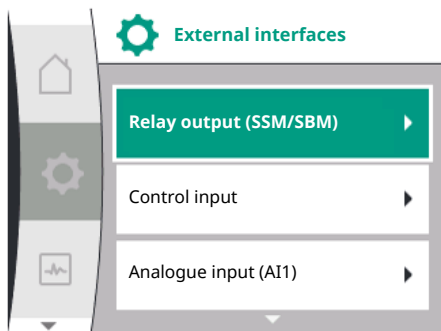 External interfaces
Relay output (SSM/SBM)
Control input
Analogue input (AI1)